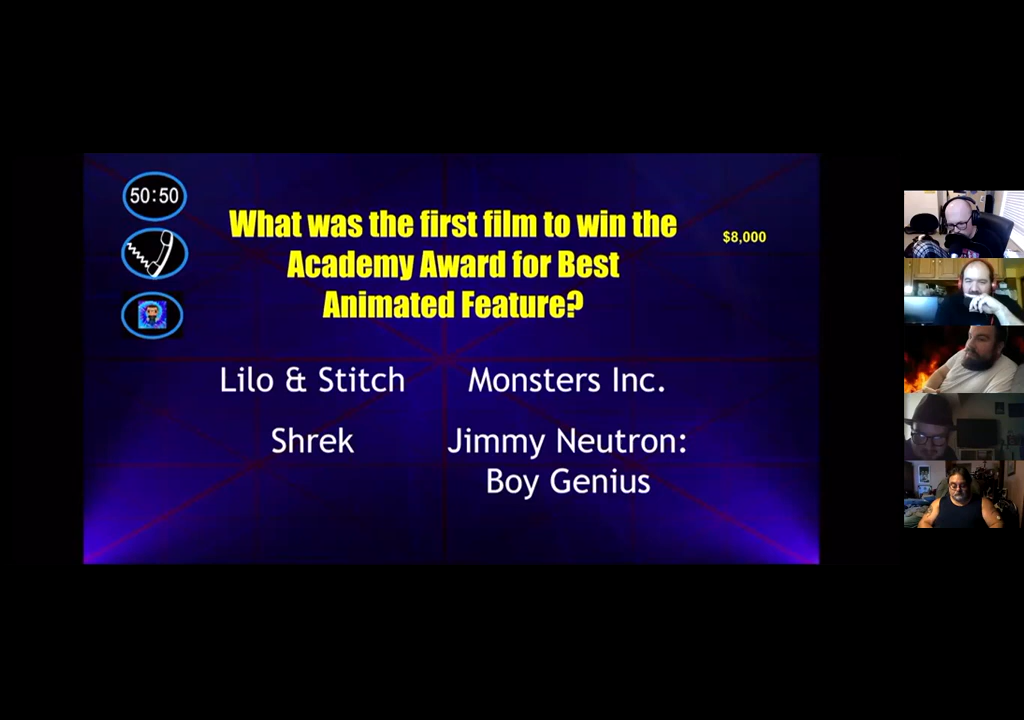 50:50
What was the first film to win the
$8,000
Academy Award for Best
Animated Feature?
Lilo & Stitch
Monsters Inc.
Shrek
Jimmy Neutron:
Boy Genius